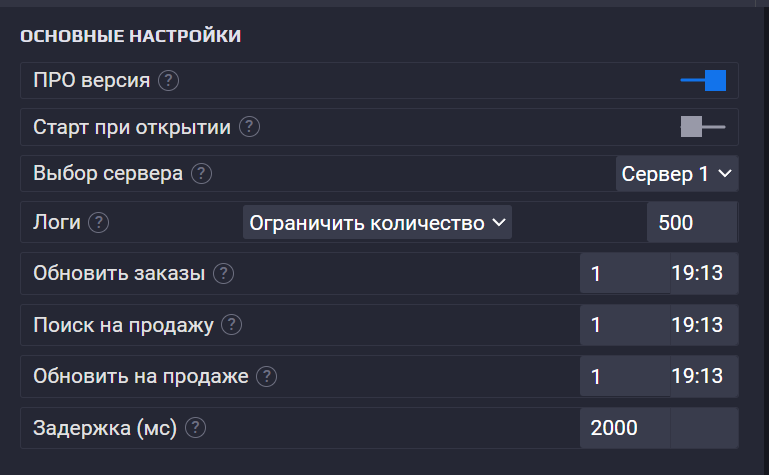 ОСНОВНЫЕ НАСТРОЙКИ
ПРО версия ?
Старт при открытии ?
Выбор сервера ? Сервер 1
Логи ? Ограничить количество 500
Обновить заказы ? 1 19:13
Поиск на продажу ? 1 19:13
Обновить на продаже ? 1 19:13
Задержка (мс) ? 2000